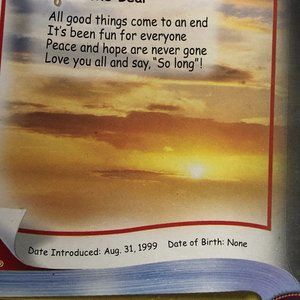 All good things come to an end
It's been fun for everyone
Peace and hope are never gone
Love you all and say, "So long"!
Date Introduced: Aug. 31, 1999 Date of Birth: None
®